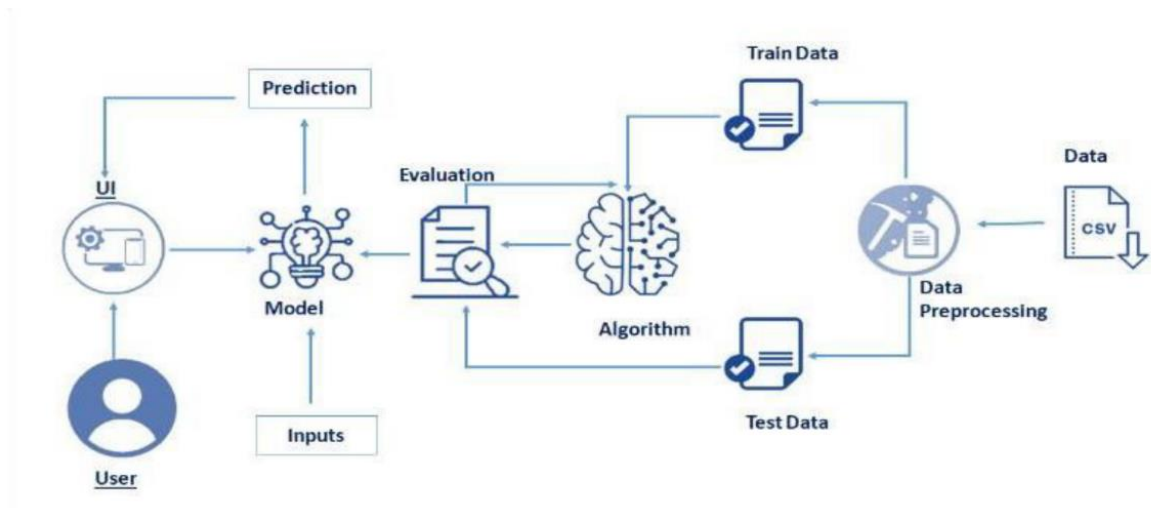 Train Data
Prediction
Data
Evaluation
UI
CSV
Data
Preprocessing
Model
Algorithm
Test Data
Inputs
User